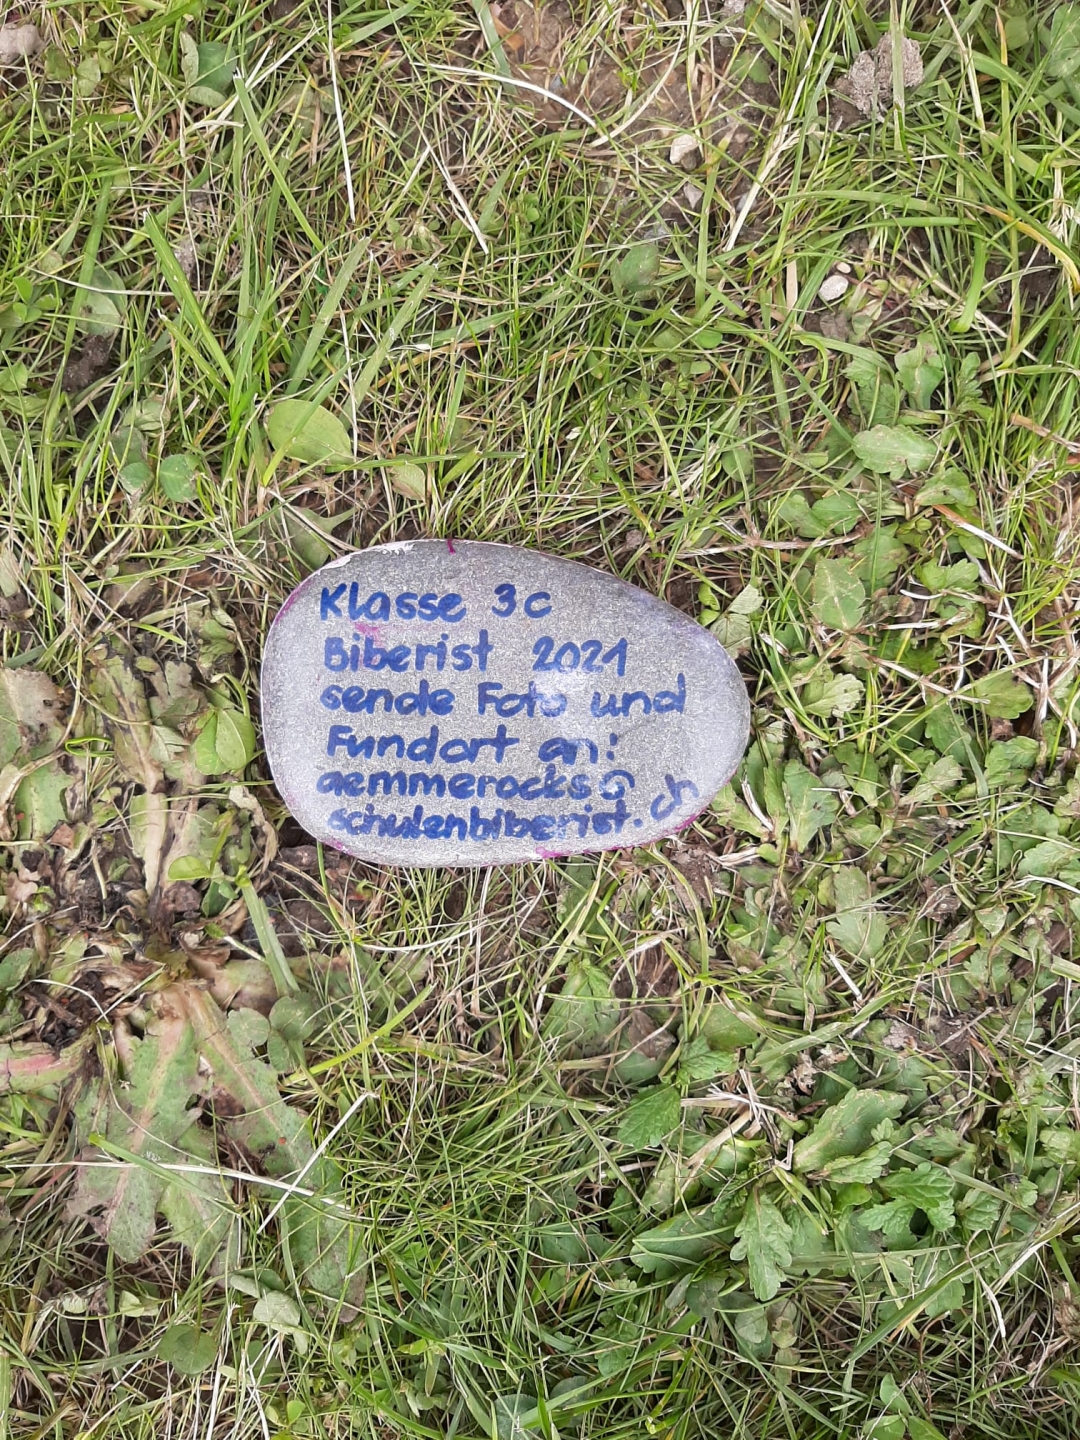 Klasse 3c
Biberist 2021
sende Foto und
Fundort an:
aemmerocks@
schulenbiberist.ch